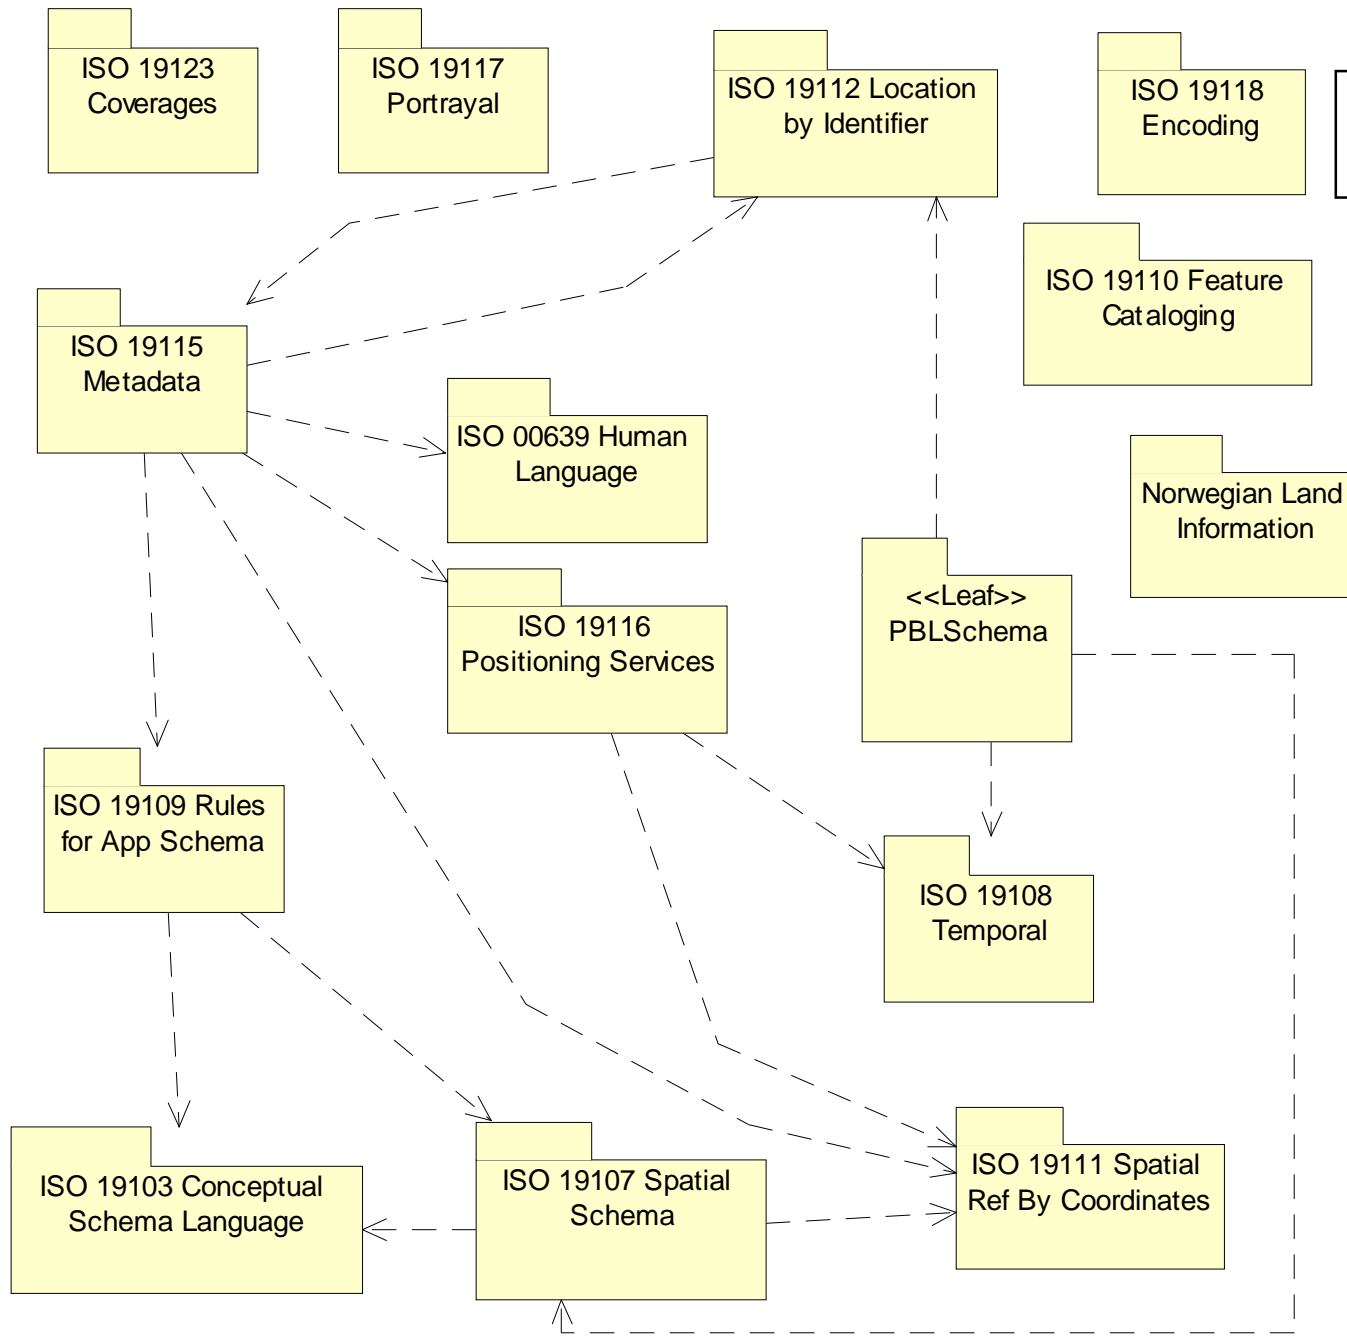 ISO 19123
Coverages
ISO 19117
Portrayal
ISO 19112 Location
by Identifier
ISO 19118
Encoding
ISO 19110 Feature
Cataloging
ISO 19115
Metadata
ISO 00639 Human
Language
Norwegian Land
Information
<<Leaf>>
PBLSchema
ISO 19116
Positioning Services
ISO 19109 Rules
for App Schema
ISO 19108
Temporal
ISO 19103 Conceptual
Schema Language
ISO 19107 Spatial
Schema
ISO 19111 Spatial
Ref By Coordinates